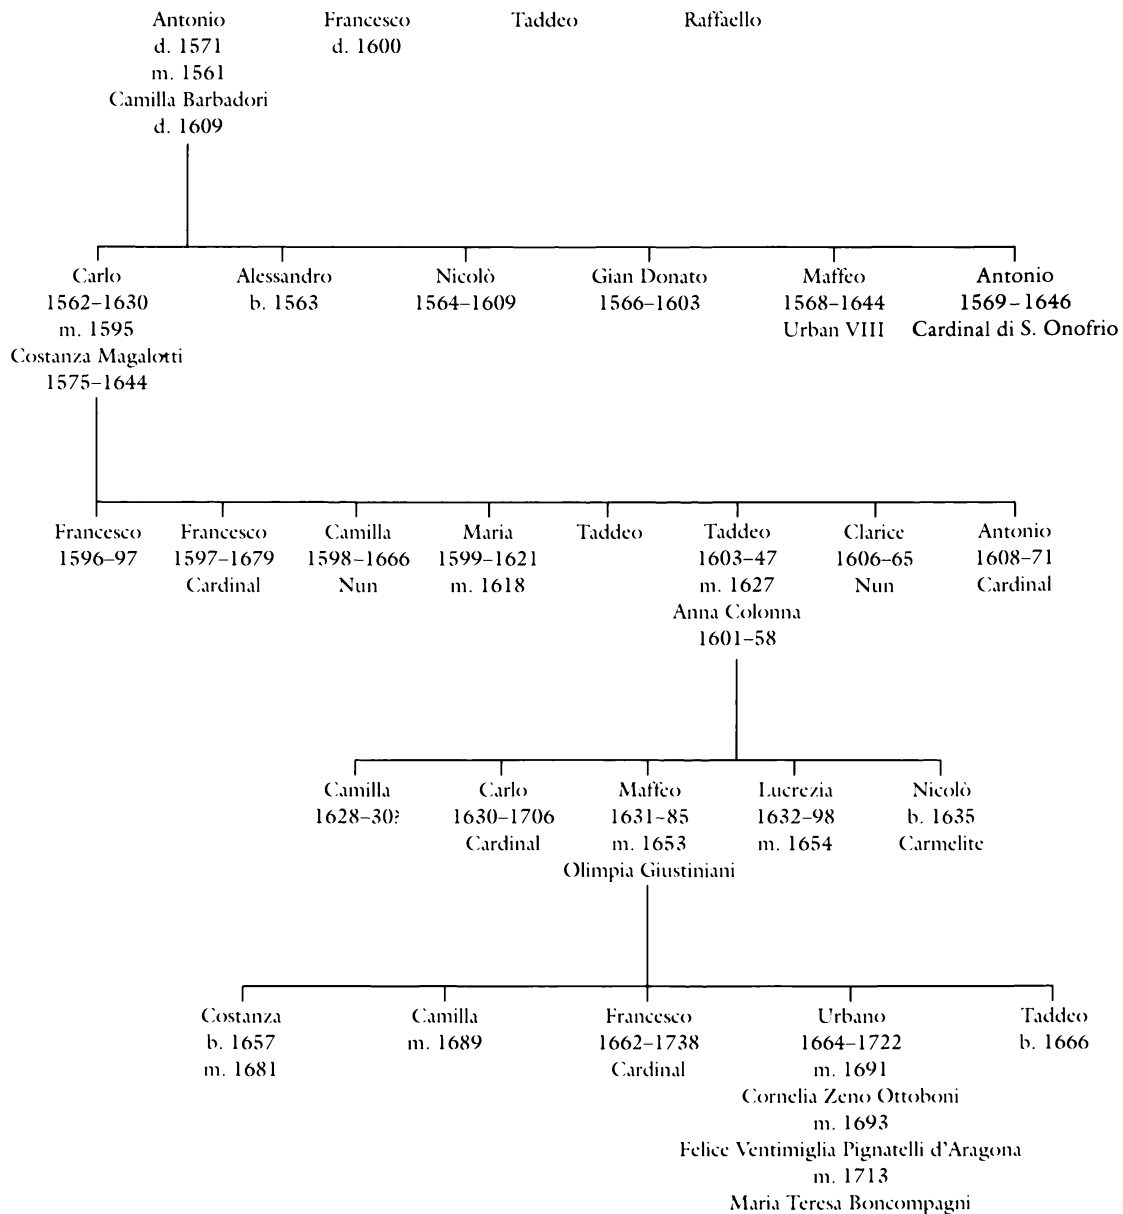 Antonio
d. 1571
m. 1561
Camilla Barbadori
d. 1609
Francesco
d. 1600
Taddeo
Raffaello
Carlo
1562–1630
m. 1595
Costanza Magalotti
1575–1644
Alessandro
b. 1563
Nicolò
1564–1609
Gian Donato
1566–1603
Maffeo
1568–1644
Urban VIII
Antonio
1569–1646
Cardinal di S. Onofrio
Francesco
1596–97
Francesco
1597–1679
Cardinal
Camilla
1598–1666
Nun
Maria
1599–1621
m. 1618
Taddeo
Taddeo
1603–47
m. 1627
Anna Colonna
1601–58
Clarice
1606–65
Nun
Antonio
1608–71
Cardinal
Camilla
1628–30?
Carlo
1630–1706
Cardinal
Maffeo
1631–85
m. 1653
Olimpia Giustiniani
Lucrezia
1632–98
m. 1654
Nicolò
b. 1635
Carmelite
Costanza
b. 1657
m. 1681
Camilla
m. 1689
Francesco
1662–1738
Cardinal
Urbano
1664–1722
m. 1691
Cornelia Zeno Ottoboni
m. 1693
Felice Ventimiglia Pignatelli d'Aragona
m. 1713
Maria Teresa Boncompagni
Taddeo
b. 1666